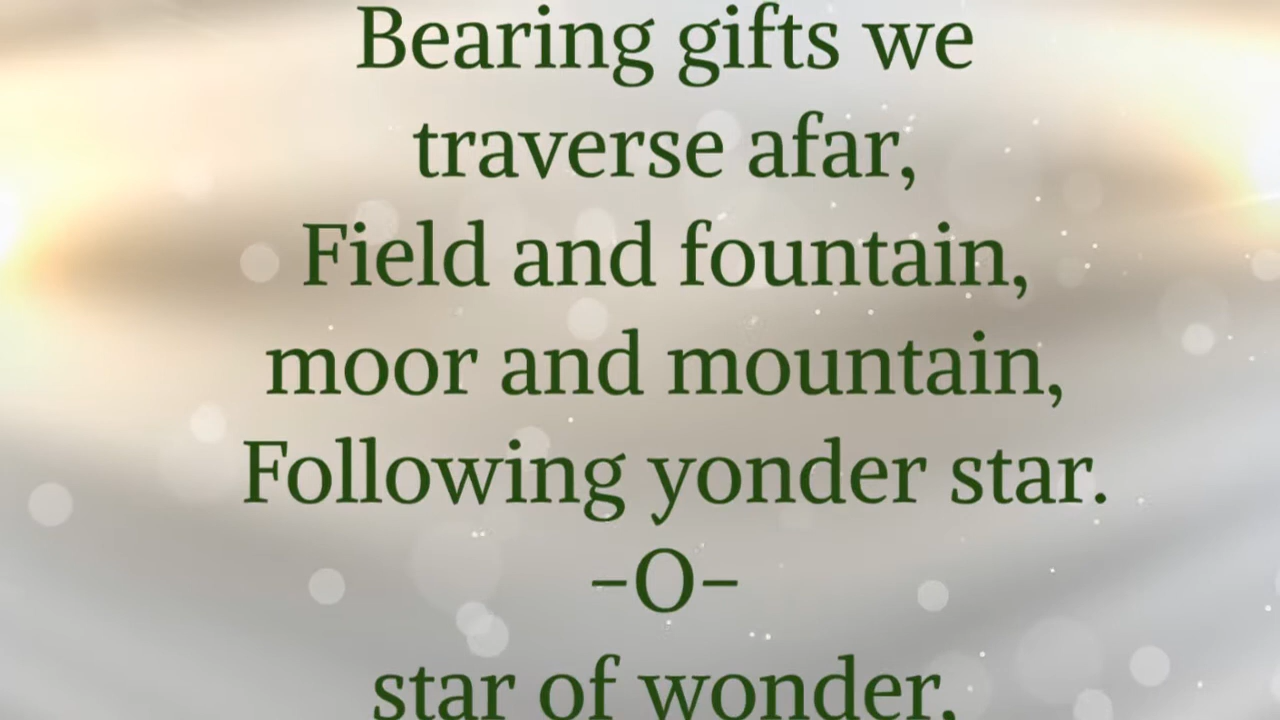 Bearing gifts we
traverse afar,
Field and fountain,
moor and mountain,
Following yonder star.
–O–
star of wonder,